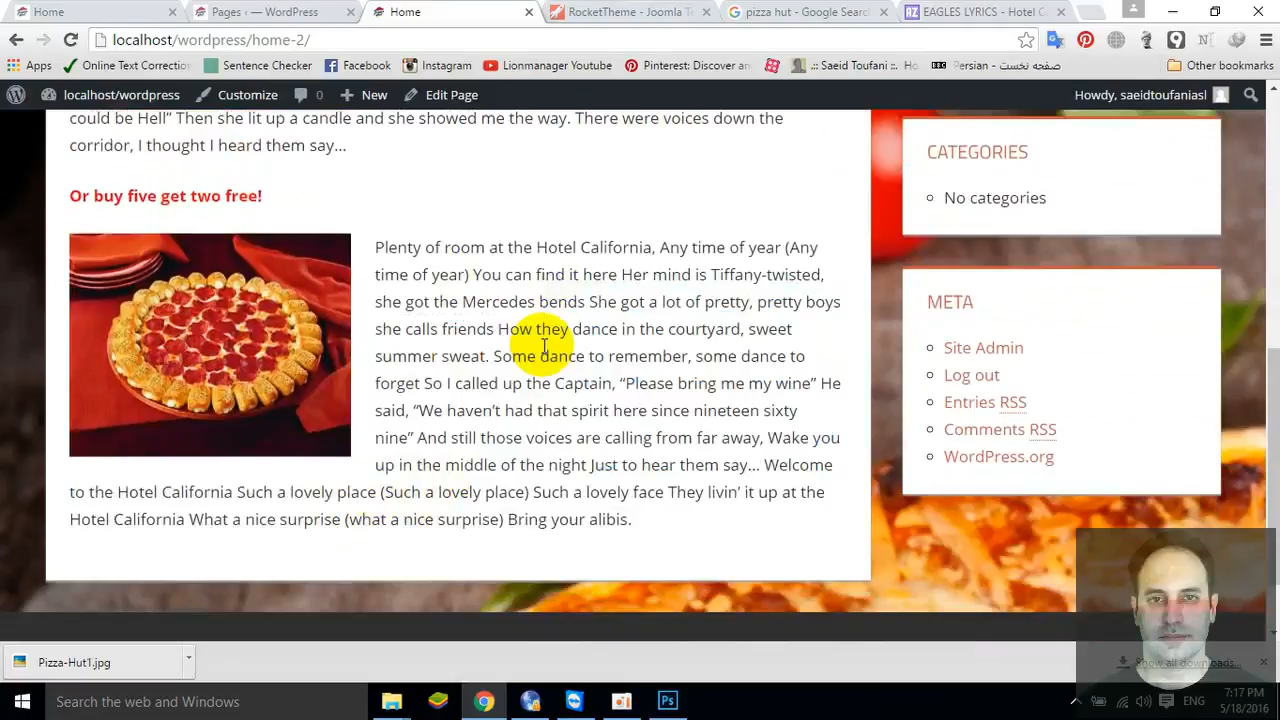 Home
Pages ‹ — WordPress
Home
RocketTheme - Joomla Te
pizza hut - Google Search
EAGLES LYRICS - Hotel C
localhost/wordpress/home-2/
Apps
Online Text Correction
Sentence Checker
Facebook
Instagram
Lionmanager Youtube
Pinterest: Discover an
.:: Saeid Toufani ::. Ho
Persian - صفحه نخست
Other bookmarks
localhost/wordpress
Customize
0
New
Edit Page
Howdy, saeidtoufaniasl
could be Hell” Then she lit up a candle and she showed me the way. There were voices down the
corridor, I thought I heard them say…
Or buy five get two free!
Plenty of room at the Hotel California, Any time of year (Any
time of year) You can find it here Her mind is Tiffany-twisted,
she got the Mercedes bends She got a lot of pretty, pretty boys
she calls friends How they dance in the courtyard, sweet
summer sweat. Some dance to remember, some dance to
forget So I called up the Captain, “Please bring me my wine” He
said, “We haven’t had that spirit here since nineteen sixty
nine” And still those voices are calling from far away, Wake you
up in the middle of the night Just to hear them say… Welcome
to the Hotel California Such a lovely place (Such a lovely place) Such a lovely face They livin’ it up at the
Hotel California What a nice surprise (what a nice surprise) Bring your alibis.
CATEGORIES
No categories
META
Site Admin
Log out
Entries RSS
Comments RSS
WordPress.org
Pizza-Hut1.jpg
Show all downloads...
Search the web and Windows
ENG
7:17 PM
5/18/2016